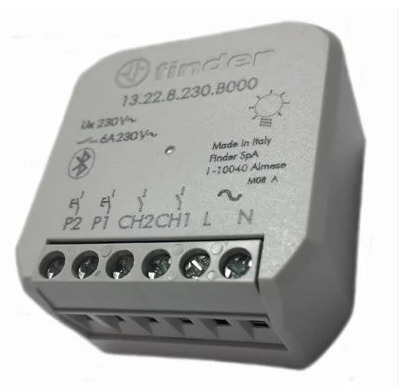 finder
13.22.8.230.B000
UN 230V~
6A 230V~
Made in Italy
Finder SpA
I-10040 Almese
M08 A
P2 P1 CH2 CH1 L N